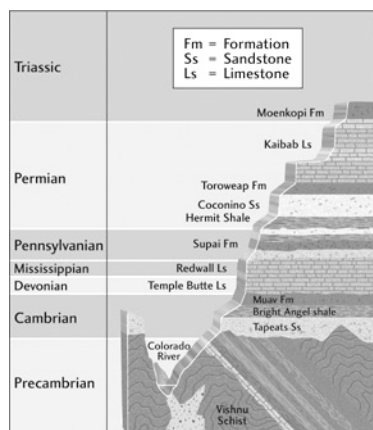 Fm = Formation
Ss = Sandstone
Ls = Limestone
Triassic
Moenkopi Fm
Kaibab Ls
Permian
Toroweap Fm
Coconino Ss
Hermit Shale
Pennsylvanian
Supai Fm
Mississippian
Redwall Ls
Devonian
Temple Butte Ls
Muav Fm
Cambrian
Bright Angel shale
Tapeats Ss
Colorado
River
Precambrian
Vishnu
Schist